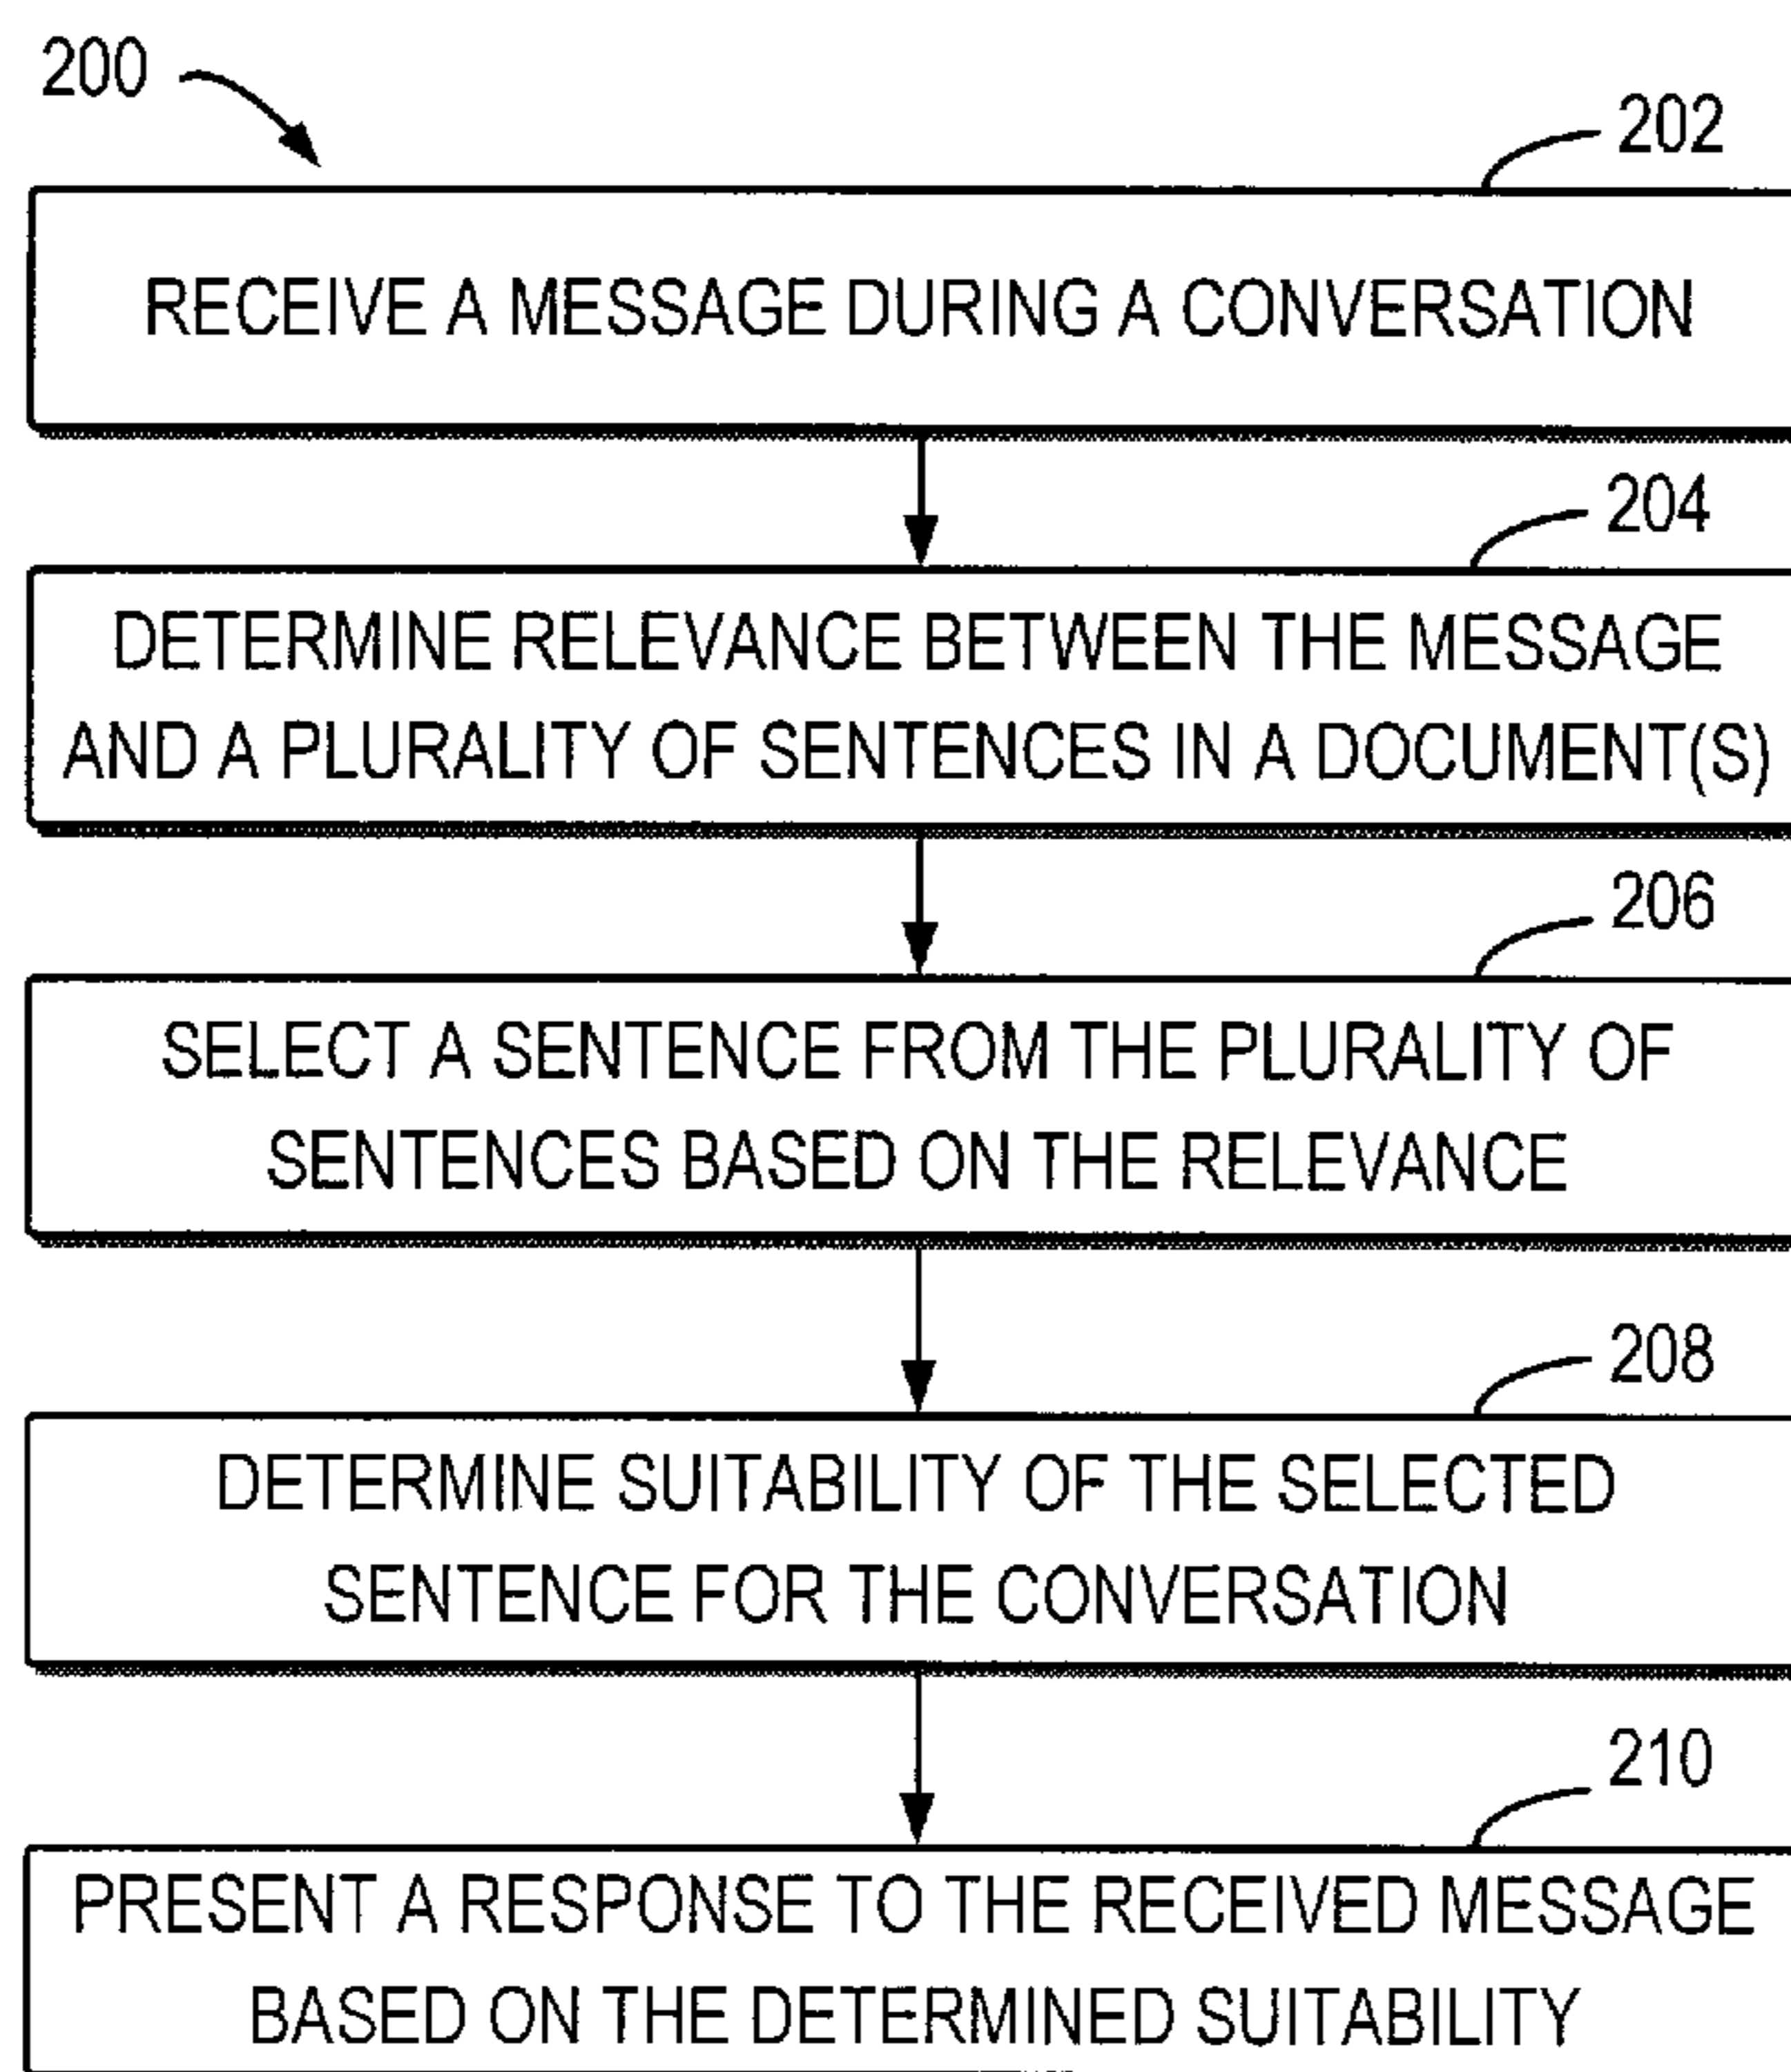 200
202
RECEIVE A MESSAGE DURING A CONVERSATION
204
DETERMINE RELEVANCE BETWEEN THE MESSAGE
AND A PLURALITY OF SENTENCES IN A DOCUMENT(S)
206
SELECT A SENTENCE FROM THE PLURALITY OF
SENTENCES BASED ON THE RELEVANCE
208
DETERMINE SUITABILITY OF THE SELECTED
SENTENCE FOR THE CONVERSATION
210
PRESENT A RESPONSE TO THE RECEIVED MESSAGE
BASED ON THE DETERMINED SUITABILITY